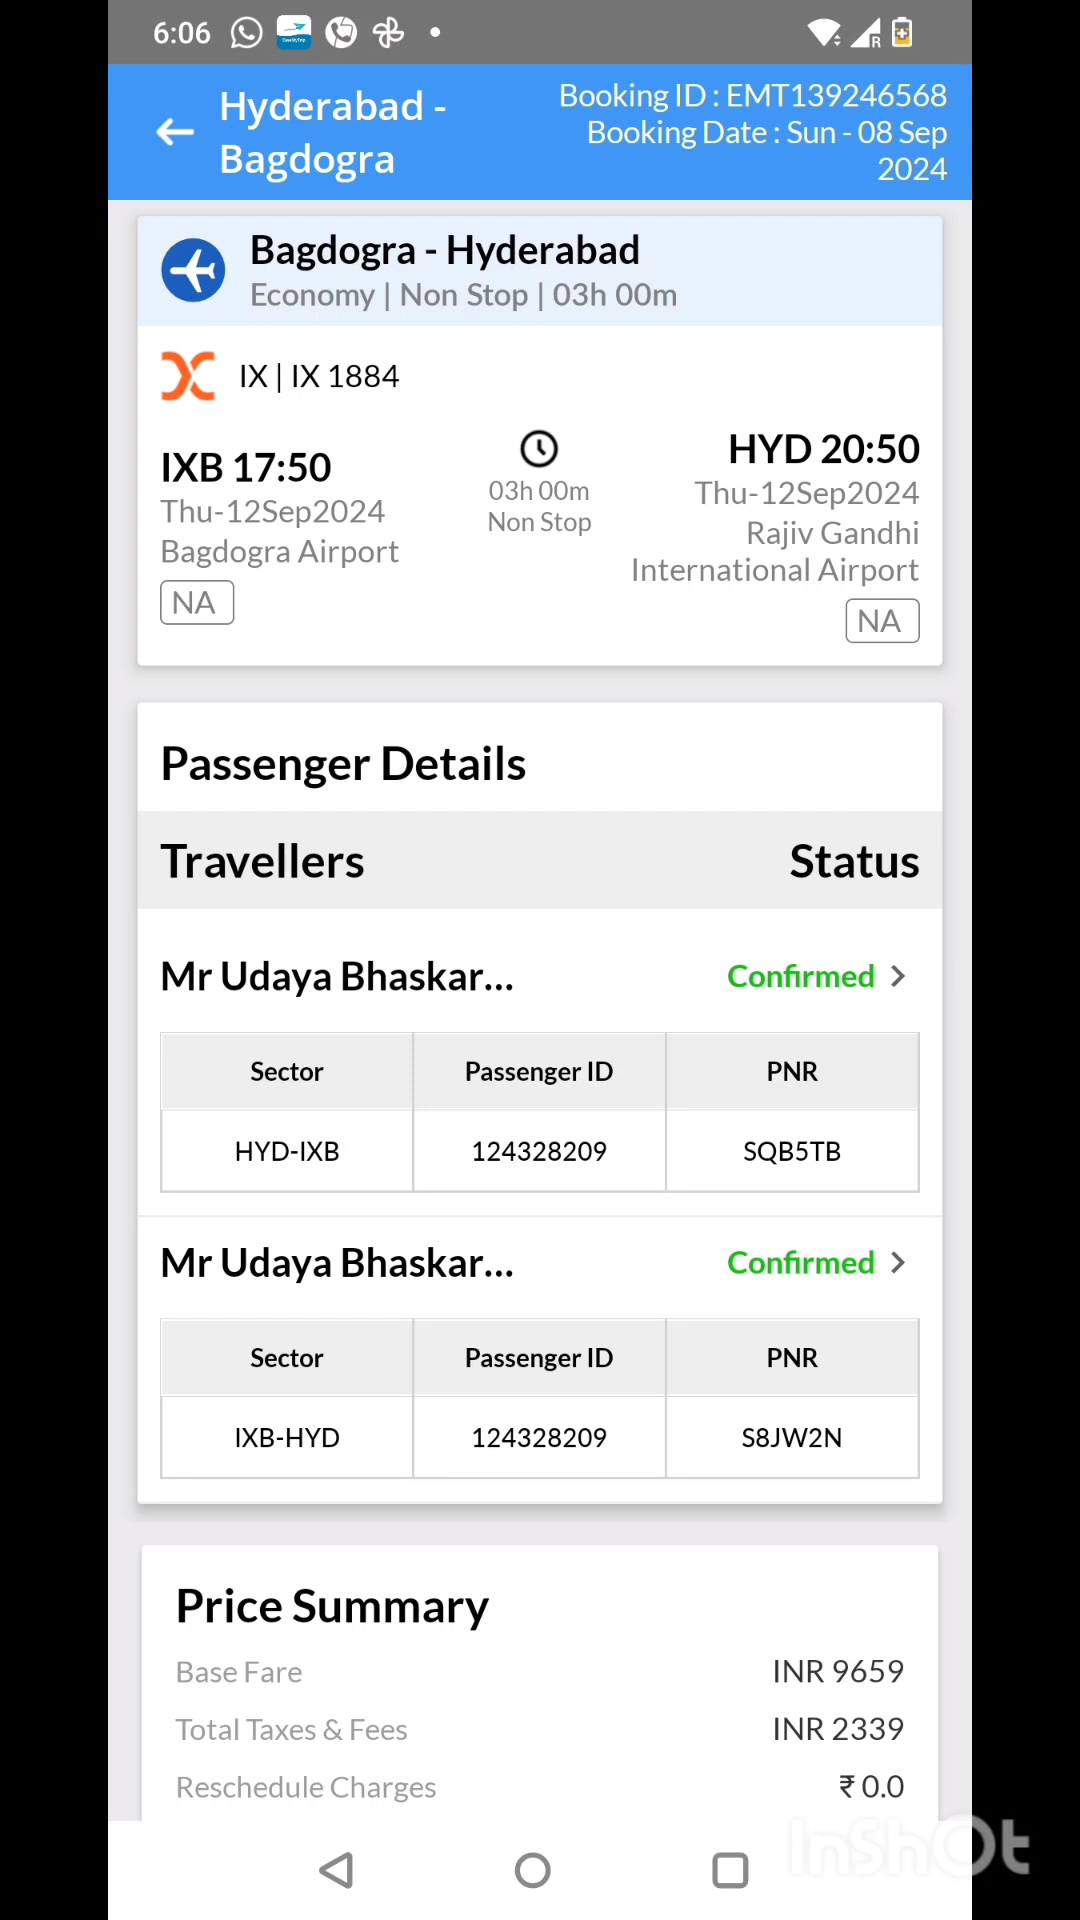 6:06
Hyderabad -
Bagdogra
Booking ID : EMT139246568
Booking Date : Sun - 08 Sep
2024
Bagdogra - Hyderabad
Economy | Non Stop | 03h 00m
IX | IX 1884
IXB 17:50
Thu-12Sep2024
Bagdogra Airport
NA
03h 00m
Non Stop
HYD 20:50
Thu-12Sep2024
Rajiv Gandhi
International Airport
NA
Passenger Details
Travellers Status
Mr Udaya Bhaskar... Confirmed
Sector Passenger ID PNR
HYD-IXB 124328209 SQB5TB
Mr Udaya Bhaskar... Confirmed
Sector Passenger ID PNR
IXB-HYD 124328209 S8JW2N
Price Summary
Base Fare INR 9659
Total Taxes & Fees INR 2339
Reschedule Charges ₹ 0.0
InShOt